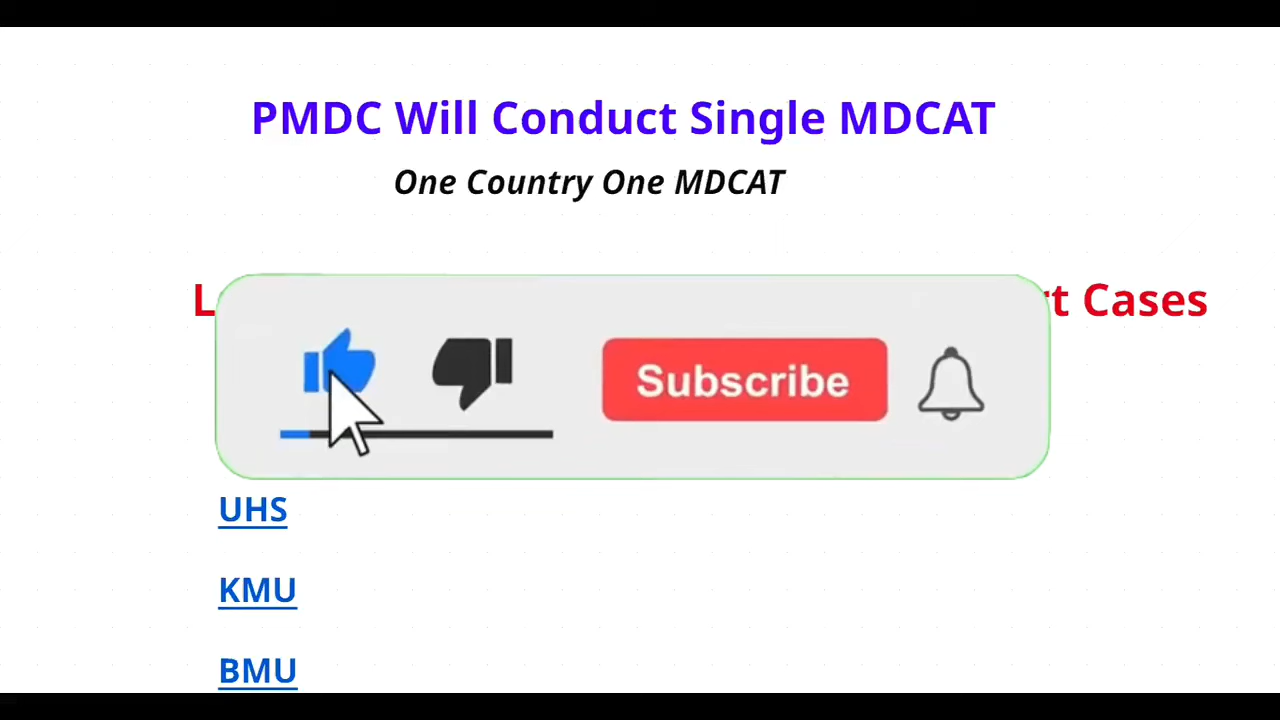 PMDC Will Conduct Single MDCAT
One Country One MDCAT
Cases
Subscribe
UHS
KMU
BMU